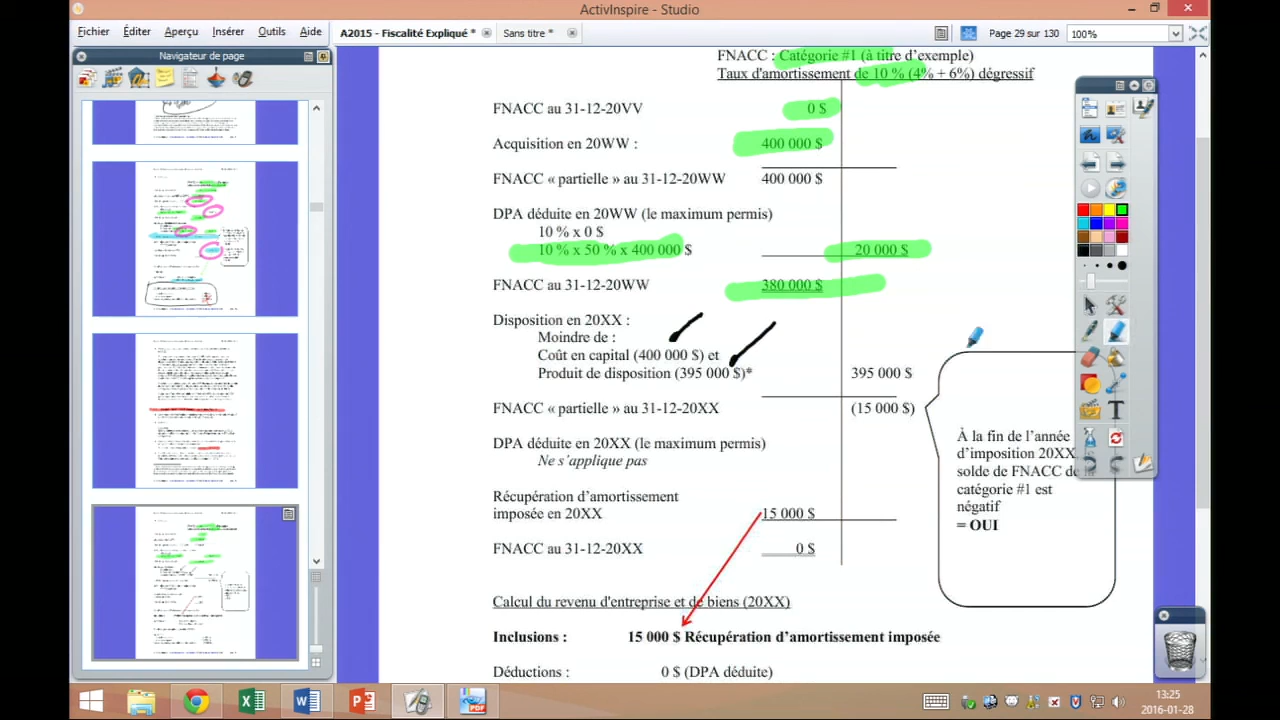 ActivInspire - Studio
Fichier Éditer Aperçu Insérer Outils Aide
A2015 - Fiscalité Expliqué * Sans titre *
Page 29 sur 130 100%
Navigateur de page
FNACC : Catégorie #1 (à titre d'exemple)
Taux d'amortissement de 10 % (4% + 6%) dégressif
FNACC au 31-12-20VV 0 $
Acquisition en 20WW : 400 000 $
FNACC « partielle » 31-12-20WW 400 000 $
DPA déduite en 20WW (le maximum permis)
10 % x 0 $
10 % x 50 % x 400 000 $ 20 000 $
FNACC au 31-12-20WW 380 000 $
Disposition en 20XX :
Moindre de :
Coût en capital (400 000 $) et
Produit de disposition (395 000 $)* 395 000 $
FNACC « partielle » 31-12-20XX (15 000 $)
DPA déduite en 20XX (le maximum permis)
Ne s'applique pas
Récupération d'amortissement
imposée en 20XX 15 000 $
FNACC au 31-12-20XX 0 $
À la fin de l'année
d'imposition 20XX
solde de FNACC de
catégorie #1 est
négatif
= OUI
Calcul du revenu entreprise et de biens (20XX)
Inclusions : 15 000 $ Récupération d'amortissement imposée
Déductions : 0 $ (DPA déduite)
13:25
2016-01-28